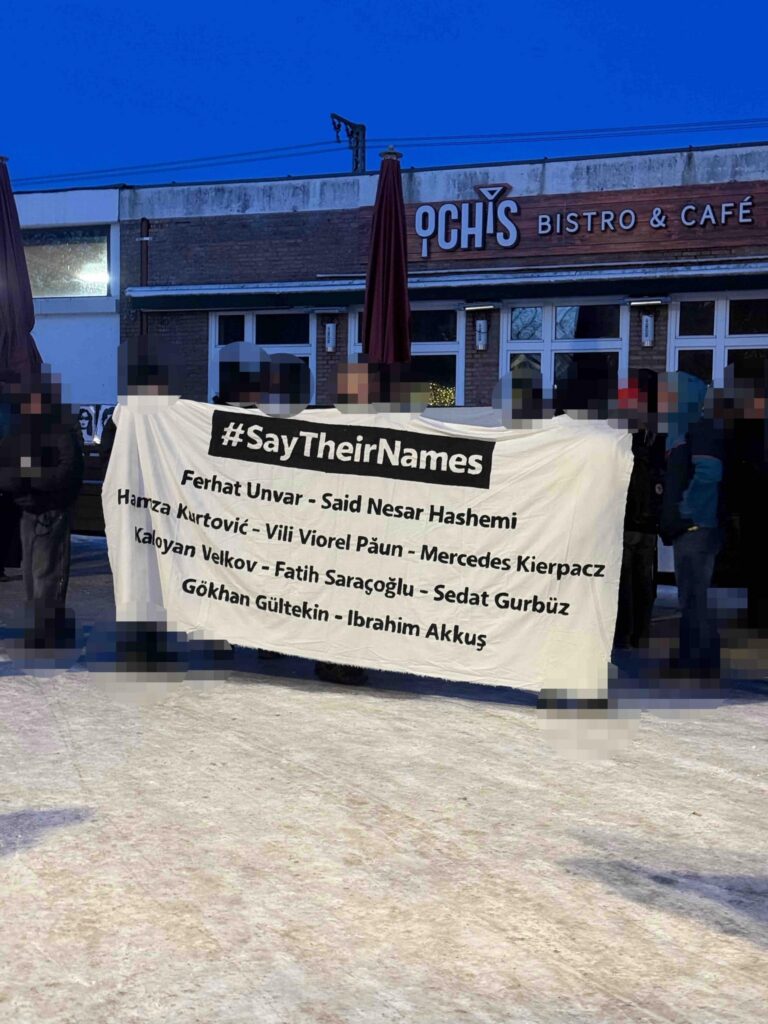 OCHIS BISTRO & CAFÉ
#SayTheirNames
Ferhat Unvar - Said Nesar Hashemi
Hamza Kurtović - Vili Viorel Păun - Mercedes Kierpacz
Kaloyan Velkov - Fatih Saraçoğlu - Sedat Gurbüz
Gökhan Gültekin - Ibrahim Akkuş